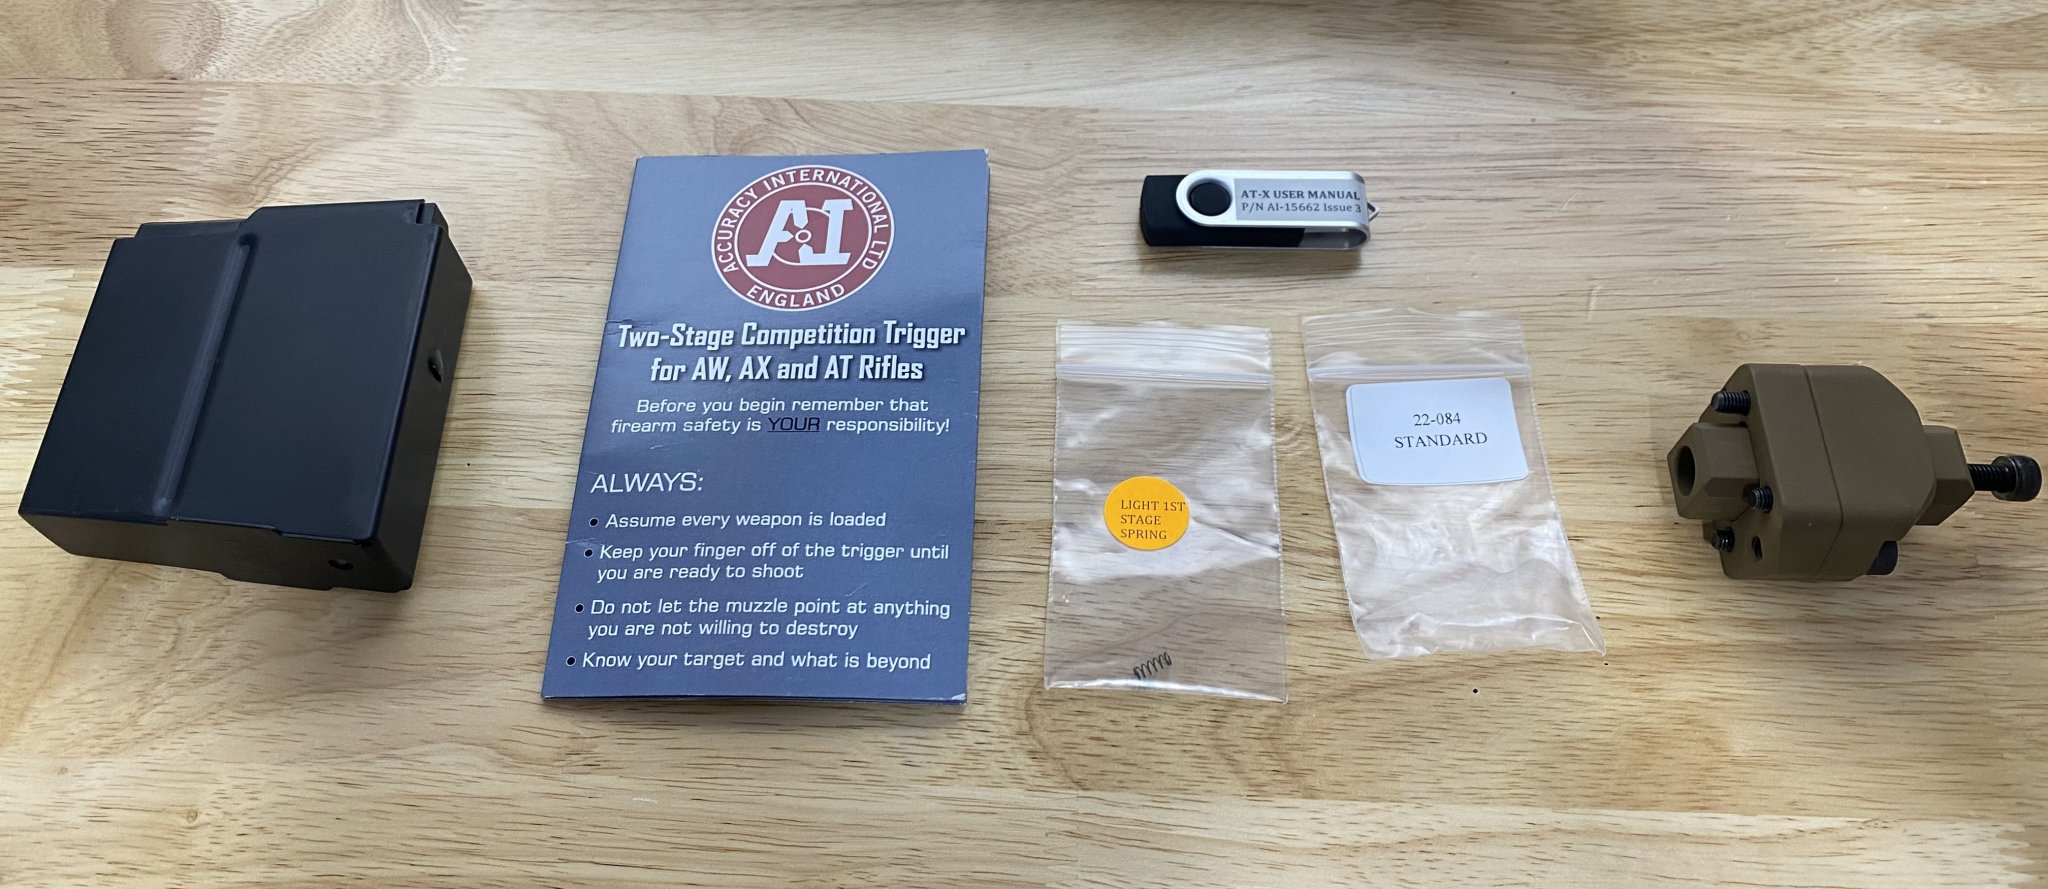 ACCURACY INTERNATIONAL LTD
AI
ENGLAND
Two-Stage Competition Trigger
for AW, AX and AT Rifles
Before you begin remember that
firearm safety is YOUR responsibility!
ALWAYS:
• Assume every weapon is loaded
• Keep your finger off of the trigger until
you are ready to shoot
• Do not let the muzzle point at anything
you are not willing to destroy
• Know your target and what is beyond
AT-X USER MANUAL
P/N AI-15662 Issue 3
LIGHT 1ST
STAGE
SPRING
22-084
STANDARD